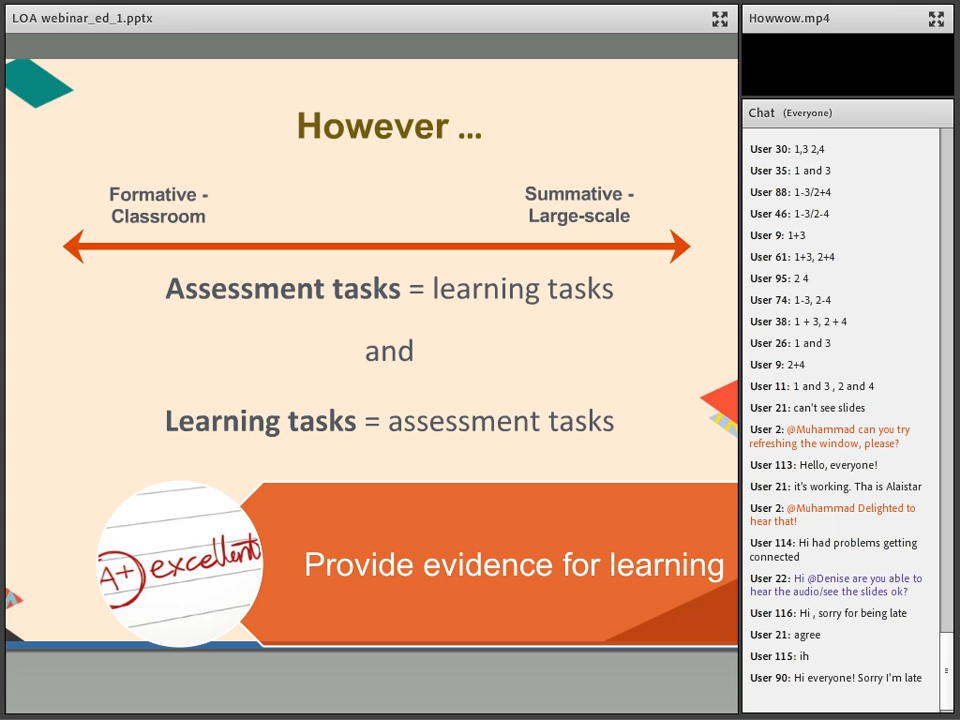 LOA webinar_ed_1.pptx
However ...
Formative -
Classroom
Summative -
Large-scale
Assessment tasks = learning tasks
and
Learning tasks = assessment tasks
A+) excellent
Provide evidence for learning
Howwow.mp4
Chat (Everyone)
User 30: 1,3 2,4
User 35: 1 and 3
User 88: 1-3/2+4
User 46: 1-3/2-4
User 9: 1+3
User 61: 1+3, 2+4
User 95: 2 4
User 74: 1-3, 2-4
User 38: 1 + 3, 2 + 4
User 26: 1 and 3
User 9: 2+4
User 11: 1 and 3 , 2 and 4
User 21: can't see slides
User 2: @Muhammad can you try
refreshing the window, please?
User 113: Hello, everyone!
User 21: it's working. Tha is Alaistar
User 2: @Muhammad Delighted to
hear that!
User 114: Hi had problems getting
connected
User 22: Hi @Denise are you able to
hear the audio/see the slides ok?
User 116: Hi , sorry for being late
User 21: agree
User 115: ih
User 90: Hi everyone! Sorry I'm late